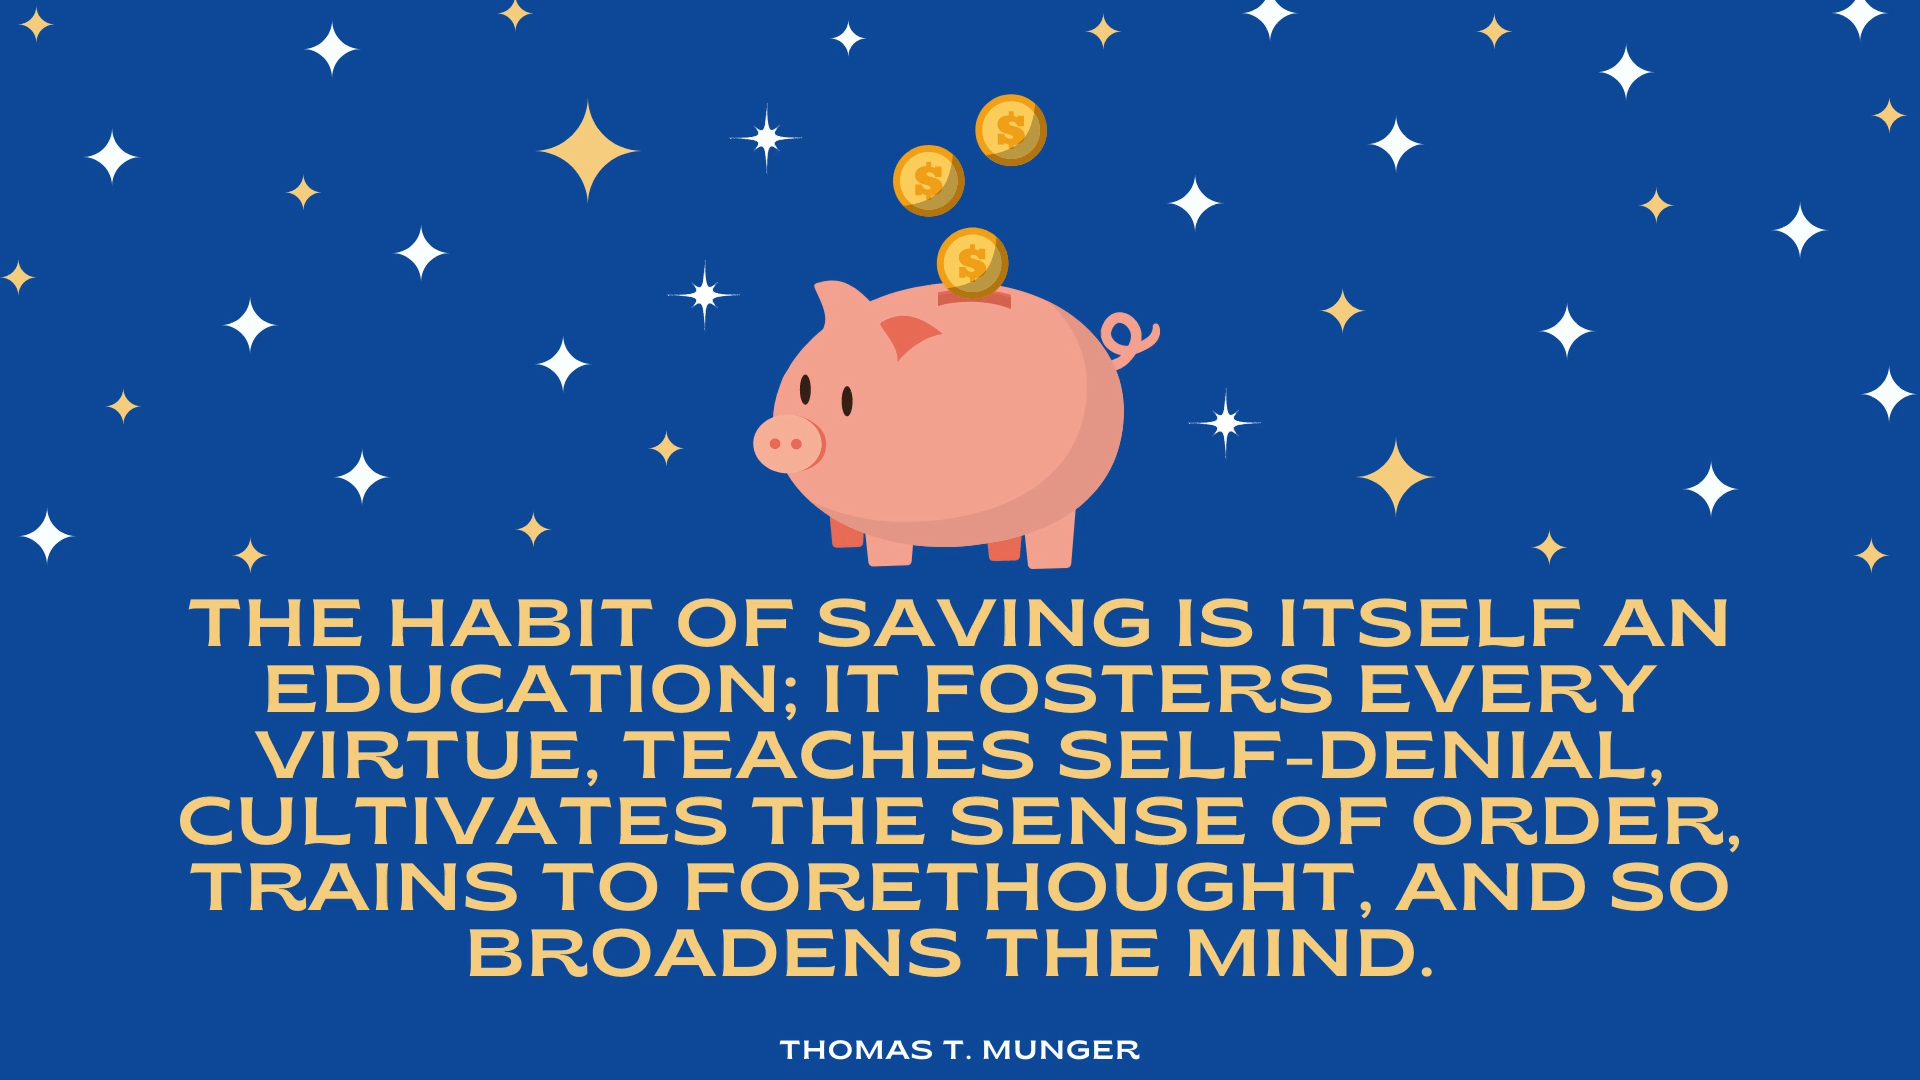 $
$
$
THE HABIT OF SAVING IS ITSELF AN
EDUCATION; IT FOSTERS EVERY
VIRTUE, TEACHES SELF-DENIAL,
CULTIVATES THE SENSE OF ORDER,
TRAINS TO FORETHOUGHT, AND SO
BROADENS THE MIND.
THOMAS T. MUNGER